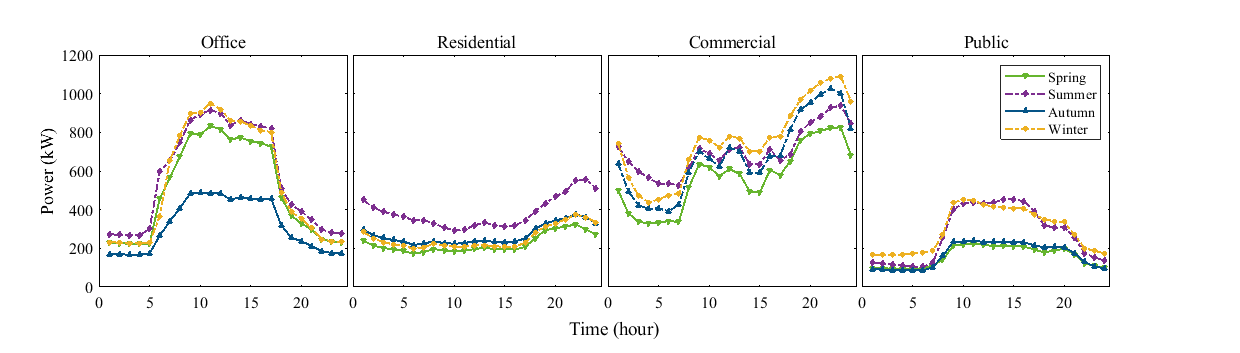 Office Residential Commercial Public
1200
1000
800
600
400
200
0
Power (kW)
Spring
Summer
Autumn
Winter
0 5 10 15 20 0 5 10 15 20 0 5 10 15 20 0 5 10 15 20
Time (hour)